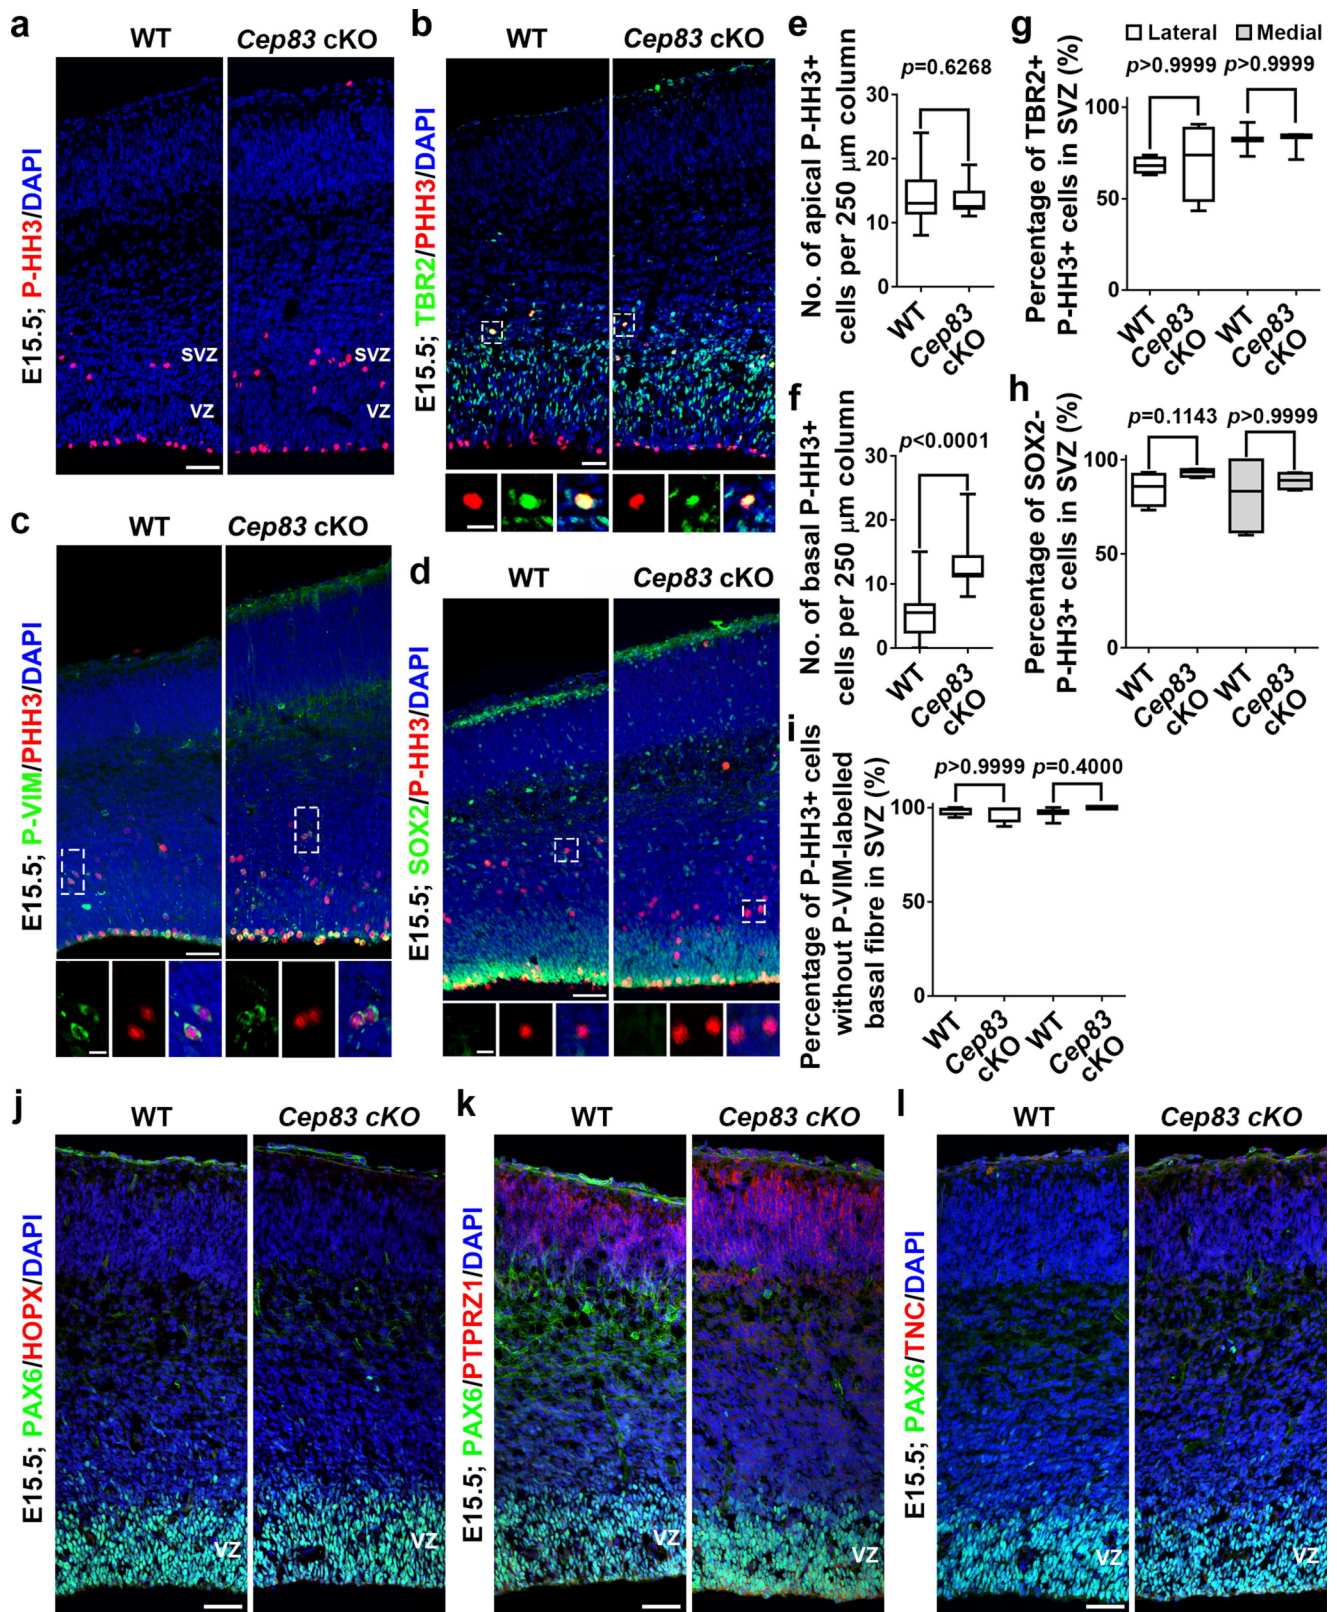 a
WT
Cep83 cKO
E15.5; P-HH3/DAPI
SVZ
VZ
SVZ
VZ
b
WT
Cep83 cKO
E15.5; TBR2/PHH3/DAPI
c
WT
Cep83 cKO
E15.5; P-VIM/PHH3/DAPI
d
WT
Cep83 cKO
E15.5; SOX2/P-HH3/DAPI
e
No. of apical P-HH3+
cells per 250 μm column
p=0.6268
30
20
10
0
WT
Cep83
cKO
f
No. of basal P-HH3+
cells per 250 μm column
p<0.0001
30
20
10
0
WT
Cep83
cKO
g
Lateral
Medial
Percentage of TBR2+
P-HH3+ cells in SVZ (%)
p>0.9999
p>0.9999
100
50
0
WT
Cep83
cKO
WT
Cep83
cKO
h
Percentage of SOX2-
P-HH3+ cells in SVZ (%)
p=0.1143
p>0.9999
100
50
0
WT
Cep83
cKO
WT
Cep83
cKO
i
Percentage of P-HH3+ cells
without P-VIM-labelled
basal fibre in SVZ (%)
p>0.9999
p=0.4000
100
50
0
WT
Cep83
cKO
WT
Cep83
cKO
j
WT
Cep83 cKO
E15.5; PAX6/HOPX/DAPI
VZ
k
WT
Cep83 cKO
E15.5; PAX6/PTPRZ1/DAPI
VZ
VZ
l
WT
Cep83 cKO
E15.5; PAX6/TNC/DAPI
VZ
VZ